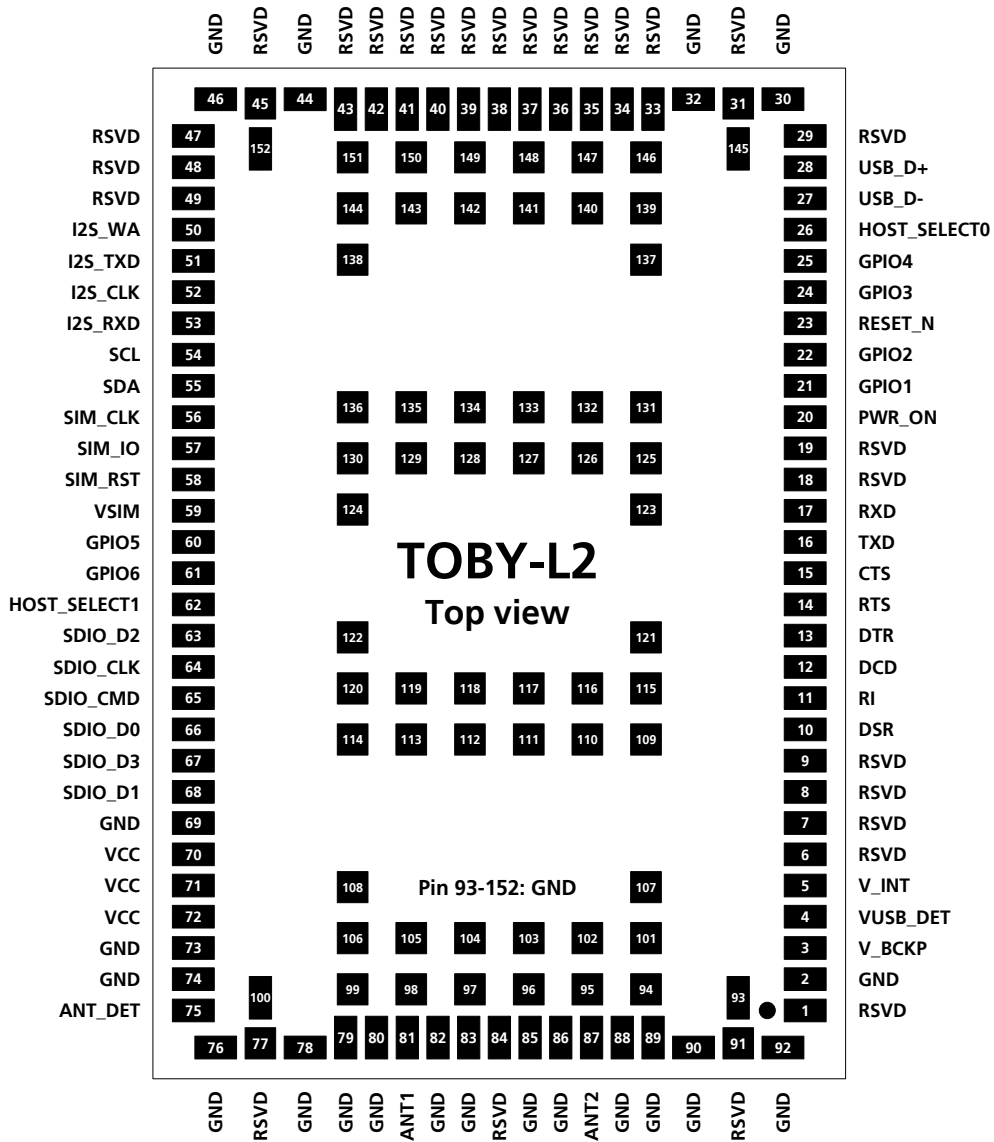 GND RSVD GND RSVD RSVD RSVD RSVD RSVD RSVD RSVD RSVD RSVD RSVD RSVD GND RSVD GND
46 45 44 43 42 41 40 39 38 37 36 35 34 33 32 31 30
RSVD 47 152 145 29 RSVD
151 150 149 148 147 146
RSVD 48 28 USB_D+
RSVD 49 27 USB_D-
144 143 142 141 140 139
I2S_WA 50 26 HOST_SELECT0
I2S_TXD 51 138 137 25 GPIO4
I2S_CLK 52 24 GPIO3
I2S_RXD 53 23 RESET_N
SCL 54 22 GPIO2
SDA 55 21 GPIO1
136 135 134 133 132 131
SIM_CLK 56 20 PWR_ON
SIM_IO 57 19 RSVD
130 129 128 127 126 125
SIM_RST 58 18 RSVD
VSIM 59 124 123 17 RXD
GPIO5 60 16 TXD
TOBY-L2
GPIO6 61 15 CTS
HOST_SELECT1 62 14 RTS
Top view
SDIO_D2 63 122 121 13 DTR
SDIO_CLK 64 12 DCD
120 119 118 117 116 115
SDIO_CMD 65 11 RI
SDIO_D0 66 10 DSR
114 113 112 111 110 109
SDIO_D3 67 9 RSVD
SDIO_D1 68 8 RSVD
GND 69 7 RSVD
VCC 70 6 RSVD
VCC 71 108 Pin 93-152: GND 107 5 V_INT
VCC 72 4 VUSB_DET
106 105 104 103 102 101
GND 73 3 V_BCKP
GND 74 2 GND
100 99 98 97 96 95 94 93
ANT_DET 75 1 RSVD
76 77 78 79 80 81 82 83 84 85 86 87 88 89 90 91 92
GND RSVD GND GND GND ANT1 GND GND RSVD GND GND ANT2 GND GND GND RSVD GND